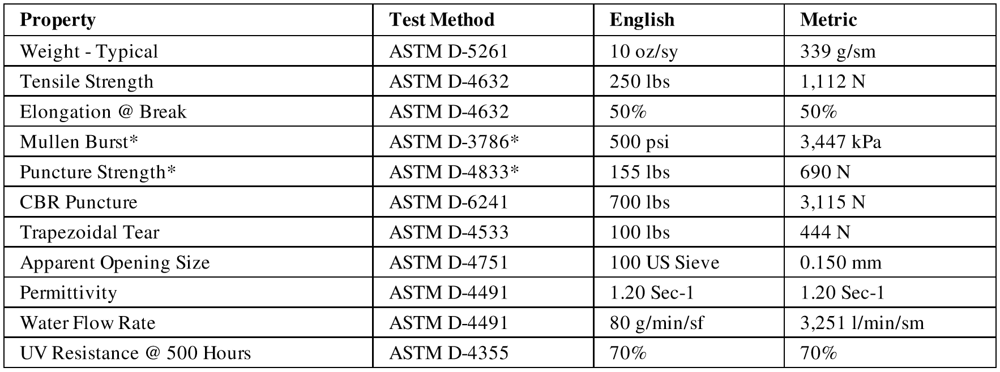 Property Test Method English Metric
Weight - Typical ASTM D-5261 10 oz/sy 339 g/sm
Tensile Strength ASTM D-4632 250 lbs 1,112 N
Elongation @ Break ASTM D-4632 50% 50%
Mullen Burst* ASTM D-3786* 500 psi 3,447 kPa
Puncture Strength* ASTM D-4833* 155 lbs 690 N
CBR Puncture ASTM D-6241 700 lbs 3,115 N
Trapezoidal Tear ASTM D-4533 100 lbs 444 N
Apparent Opening Size ASTM D-4751 100 US Sieve 0.150 mm
Permittivity ASTM D-4491 1.20 Sec-1 1.20 Sec-1
Water Flow Rate ASTM D-4491 80 g/min/sf 3,251 l/min/sm
UV Resistance @ 500 Hours ASTM D-4355 70% 70%